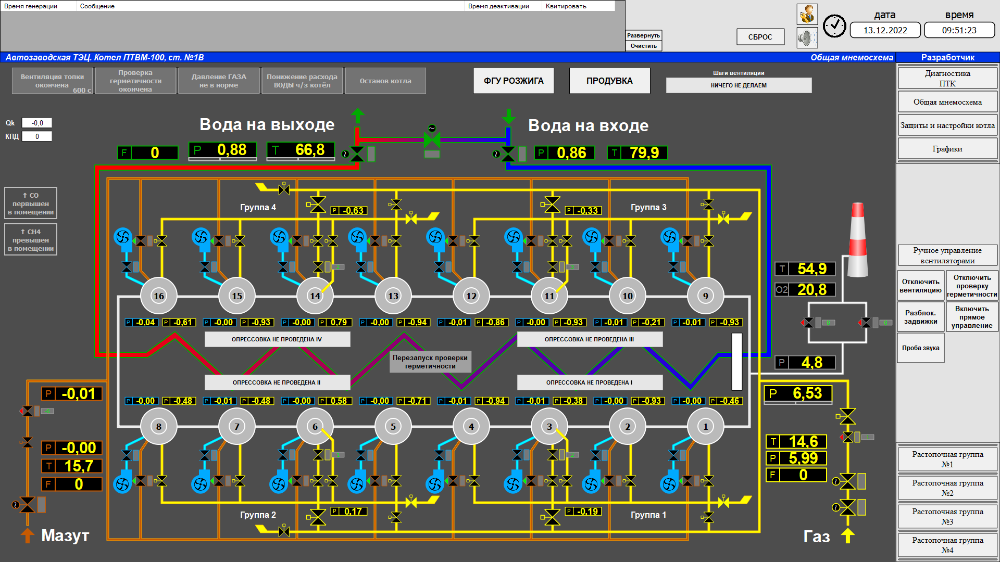 Время генерации Сообщение Время деактивации Квитировать
Развернуть
Очистить
СБРОС
дата время
13.12.2022 09:51:23
Автозаводская ТЭЦ. Котел ПТВМ-100, ст. №1В Общая мнемосхема Разработчик
Вентиляция топки
окончена
600 с
Проверка
герметичности
окончена
Давление ГАЗА
не в норме
Понижение расхода
ВОДЫ ч/з котёл
Останов котла
ФГУ РОЗЖИГА
ПРОДУВКА
Шаги вентиляции
НИЧЕГО НЕ ДЕЛАЕМ
Диагностика
ПТК
Общая мнемосхема
Защиты и настройки котла
Графики
Qk -0,0
КПД 0
Вода на выходе
Вода на входе
F 0
P 0,88
T 66,8
P 0,86
T 79,9
↑ CO
первышен
в помещении
↑ CH4
превышен
в помещении
Группа 4
P -0,63
P -0,33
Группа 3
2
3
16 15 14 13 12 11 10 9
P -0,04 P -0,61 P -0,00 P -0,93 P -0,00 P 0,79 P -0,00 P -0,94 P -0,01 P -0,86 P -0,00 P -0,93 P -0,01 P -0,21 P -0,01 P -0,93
ОПРЕССОВКА НЕ ПРОВЕДЕНА IV
ОПРЕССОВКА НЕ ПРОВЕДЕНА III
Перезапуск проверки
герметичности
ОПРЕССОВКА НЕ ПРОВЕДЕНА II
ОПРЕССОВКА НЕ ПРОВЕДЕНА I
P -0,00 P -0,48 P -0,01 P -0,48 P -0,00 P 0,58 P -0,00 P -0,71 P -0,01 P -0,94 P -0,01 P -0,38 P -0,00 P -0,93 P -0,00 P -0,46
8 7 6 5 4 3 2 1
1
2
Группа 2
P 0,17
P -0,19
Группа 1
T 54,9
O2 20,8
0
0
P 4,8
P 6,53
1
T 14,6
P 5,99
F 0
Газ
P -0,01
-6
P -0,00
T 15,7
F 0
Мазут
Ручное управление
вентиляторами
Отключить
вентиляцию
Отключить
проверку
герметичности
Разблок.
задвижки
Включить
прямое
управление
Проба звука
Растопочная группа
№1
Растопочная группа
№2
Растопочная группа
№3
Растопочная группа
№4